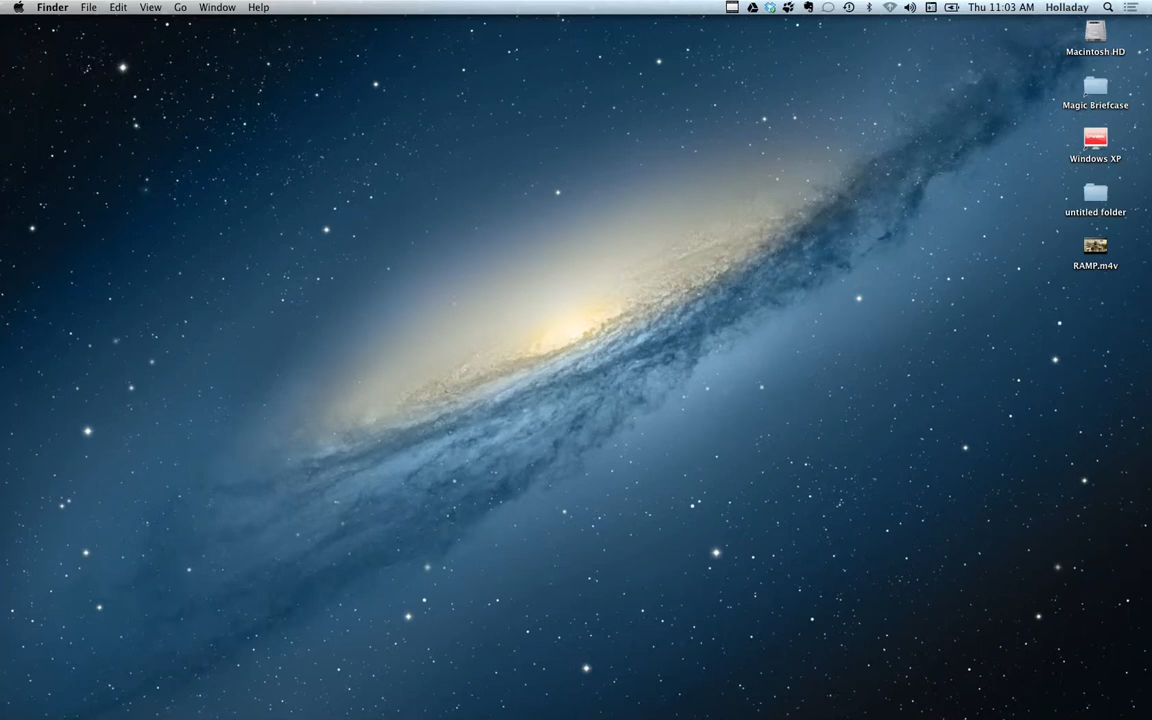 Finder File Edit View Go Window Help Thu 11:03 AM Holladay
Macintosh HD
Magic Briefcase
Windows XP
untitled folder
RAMP.m4v